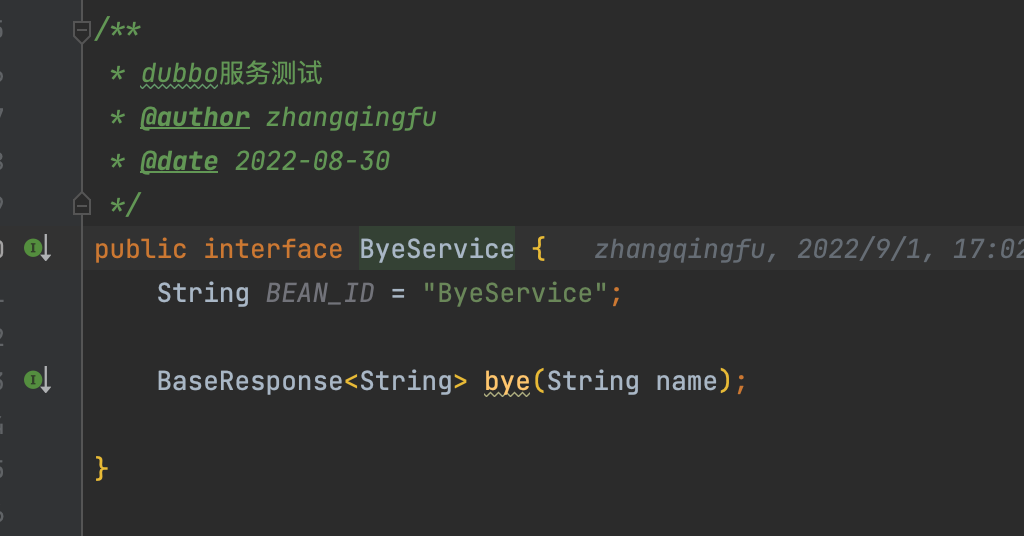 /**
* dubbo服务测试
* @author zhangqingfu
* @date 2022-08-30
*/
public interface ByeService { zhangqingfu, 2022/9/1, 17:02
String BEAN_ID = "ByeService";
BaseResponse<String> bye(String name);
}